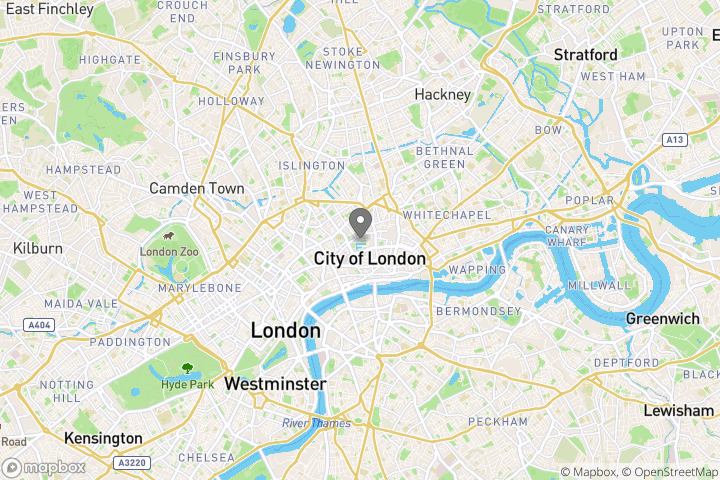 East Finchley
CROUCH
END
STRATFORD
UPTON
PARK
HIGHGATE
FINSBURY
PARK
STOKE
NEWINGTON
Stratford
WEST HAM
HOLLOWAY
Hackney
A13
BOW
ISLINGTON
BETHNAL
GREEN
HAMPSTEAD
WEST
HAMPSTEAD
Camden Town
POPLAR
WHITECHAPEL
Kilburn
London Zoo
CANARY
WHARF
City of London
WAPPING
MARYLEBONE
MILLWALL
MAIDA VALE
BERMONDSEY
Greenwich
A404
London
PADDINGTON
DEPTFORD
Hyde Park
Westminster
NOTTING
HILL
Lewisham
River Thames
PECKHAM
Kensington
Road
CHELSEA
A3220
mapbox
© Mapbox, © OpenStreetMap